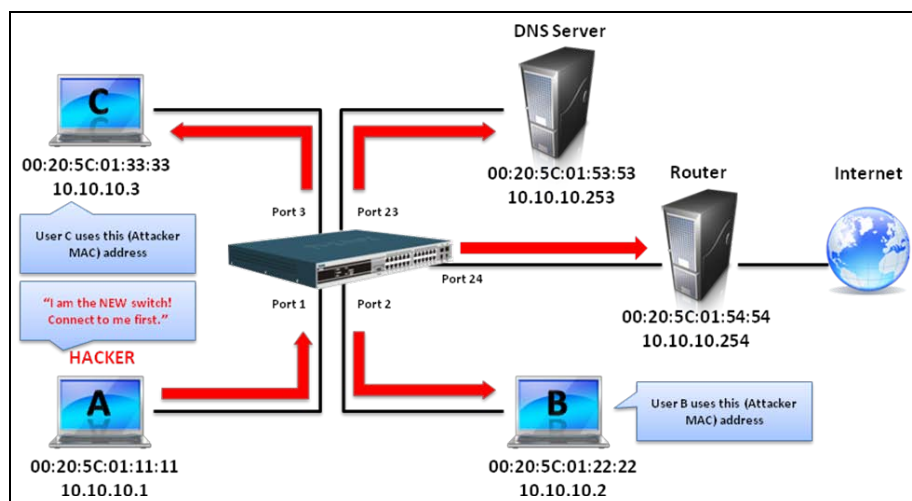 DNS Server
C
00:20:5C:01:33:33
10.10.10.3
User C uses this (Attacker
MAC) address
00:20:5C:01:53:53
10.10.10.253
Router
Internet
Port 3
Port 23
Port 24
"I am the NEW switch!
Connect to me first."
Port 1
Port 2
00:20:5C:01:54:54
10.10.10.254
HACKER
A
00:20:5C:01:11:11
10.10.10.1
B
User B uses this (Attacker
MAC) address
00:20:5C:01:22:22
10.10.10.2